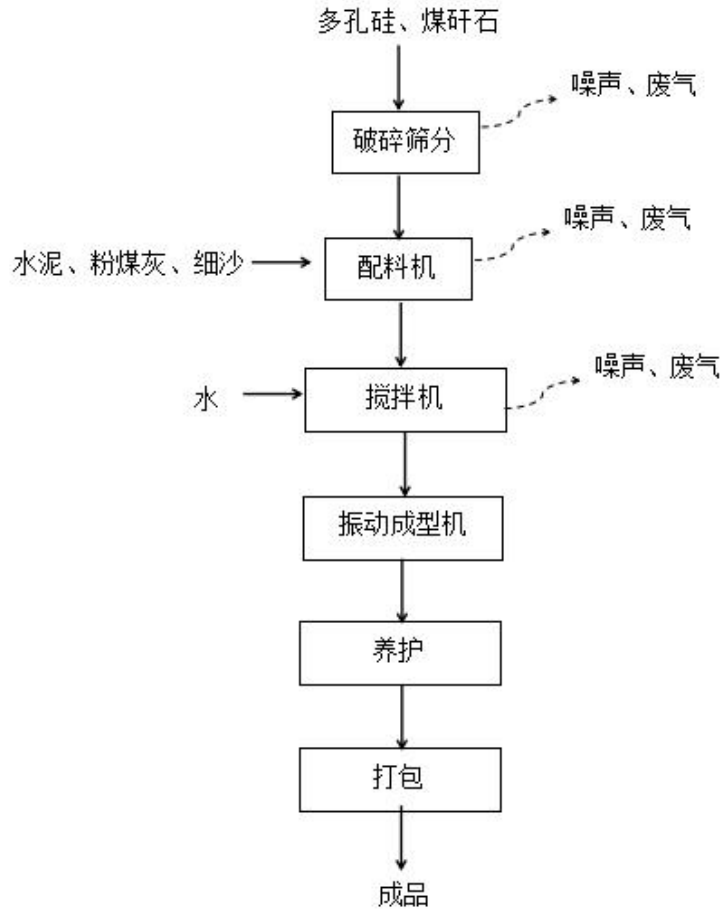 多孔硅、煤矸石
噪声、废气
破碎筛分
噪声、废气
水泥、粉煤灰、细沙
配料机
噪声、废气
水
搅拌机
振动成型机
养护
打包
成品